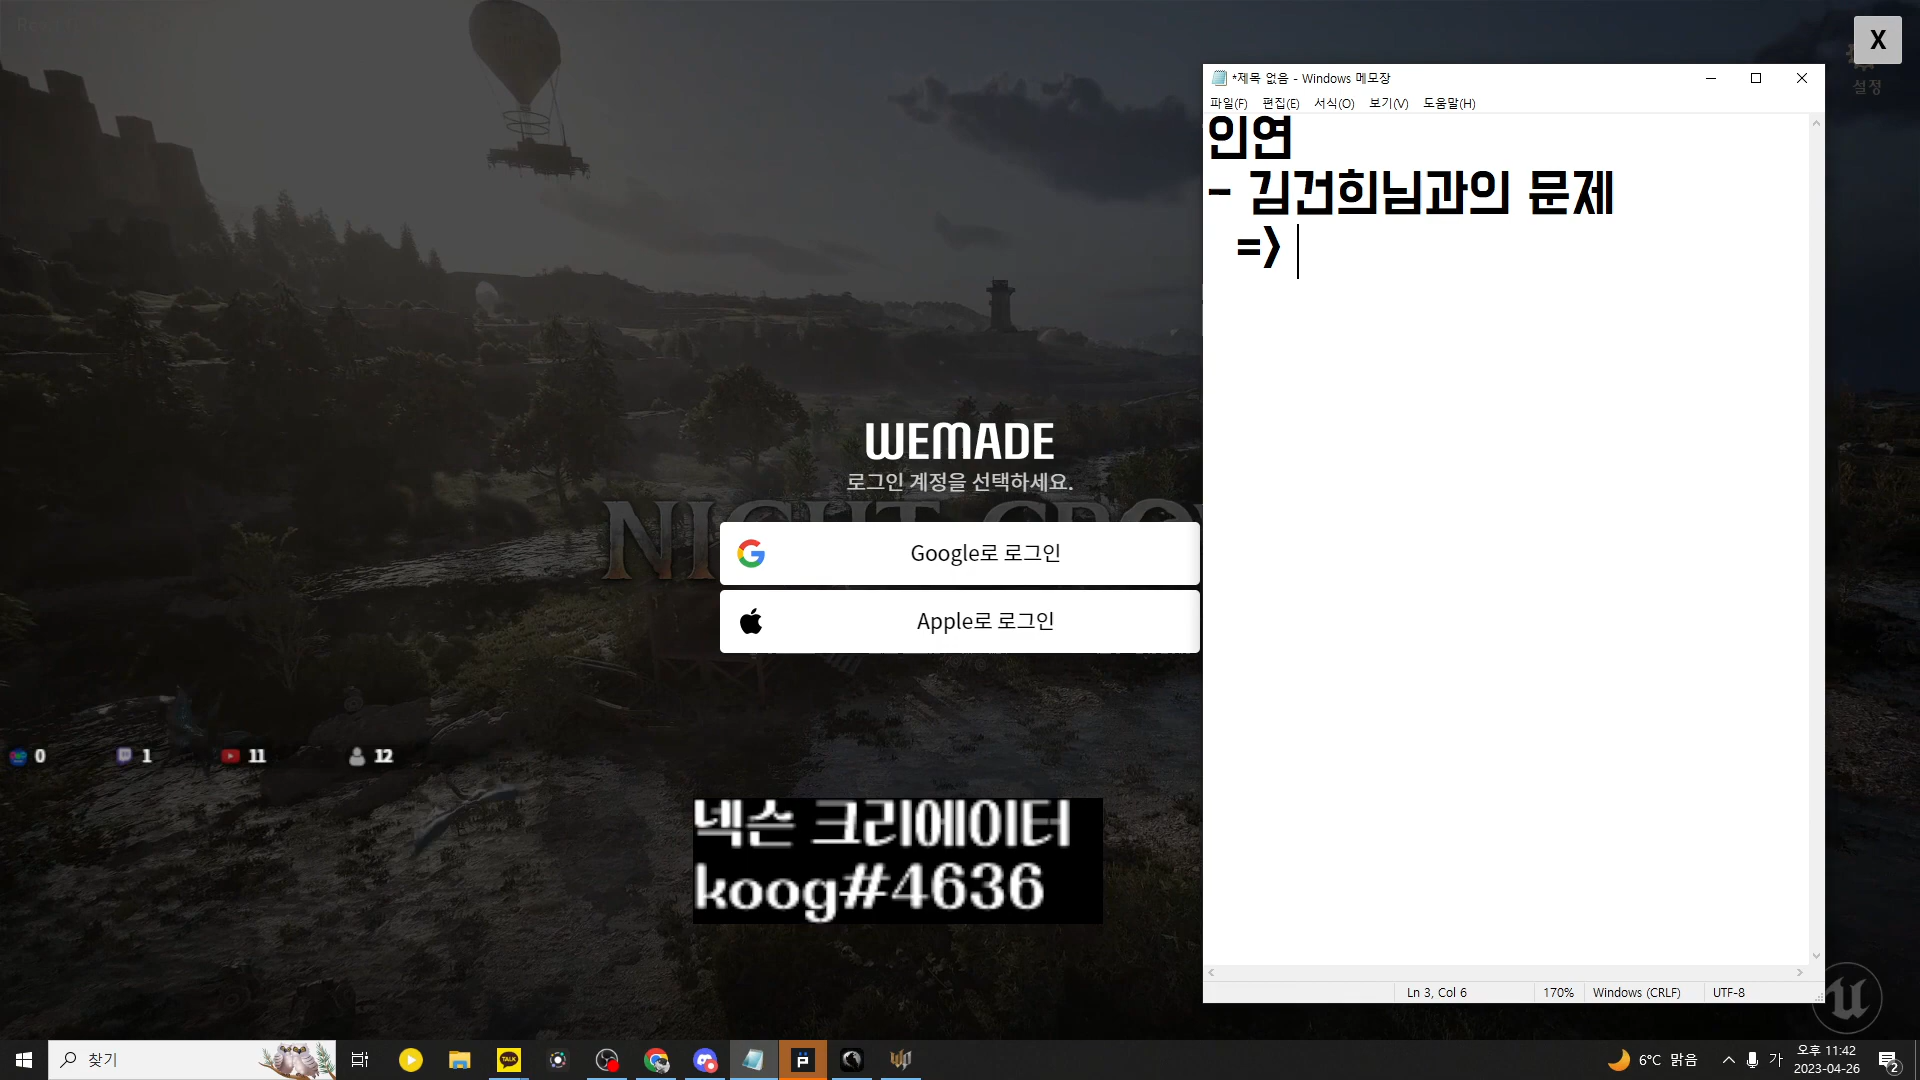 X
설정
*제목 없음 - Windows 메모장
파일(F) 편집(E) 서식(O) 보기(V) 도움말(H)
인연
- 김건희님과의 문제
=>
WEMADE
로그인 계정을 선택하세요.
NIGHT CRO
Google로 로그인
Apple로 로그인
0 1 11 12
넥슨 크리에이터
koog#4636
Ln 3, Col 6 170% Windows (CRLF) UTF-8
찾기
TALK
6°C 맑음
가
오후 11:42
2023-04-26
2